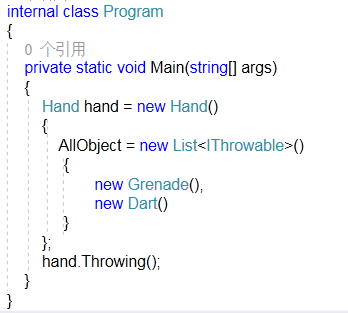 internal class Program
{
0 个引用
private static void Main(string[] args)
{
Hand hand = new Hand()
{
AllObject = new List<IThrowable>()
{
new Grenade(),
new Dart()
}
};
hand.Throwing();
}
}